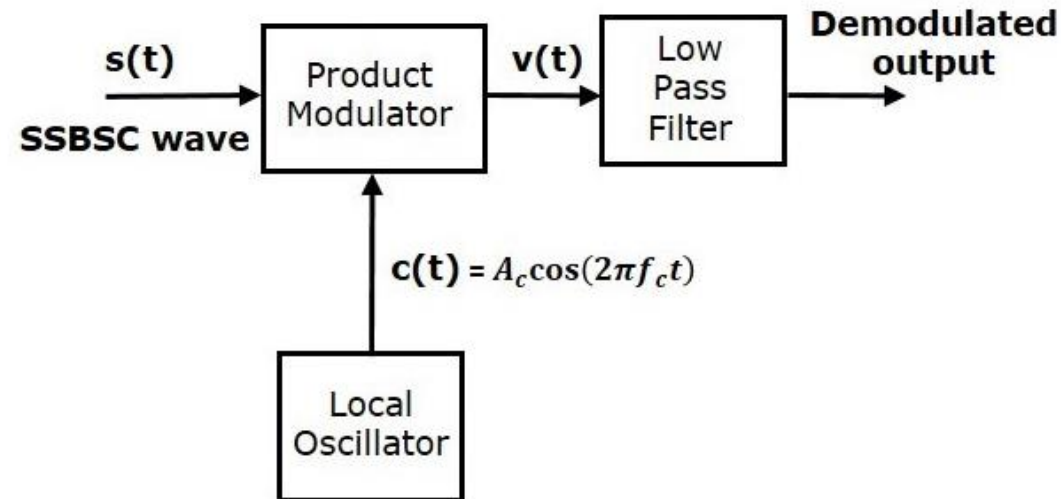 s(t)
SSBSC wave
Product
Modulator
v(t)
Low
Pass
Filter
Demodulated
output
c(t) = A_c cos(2πf_c t)
Local
Oscillator